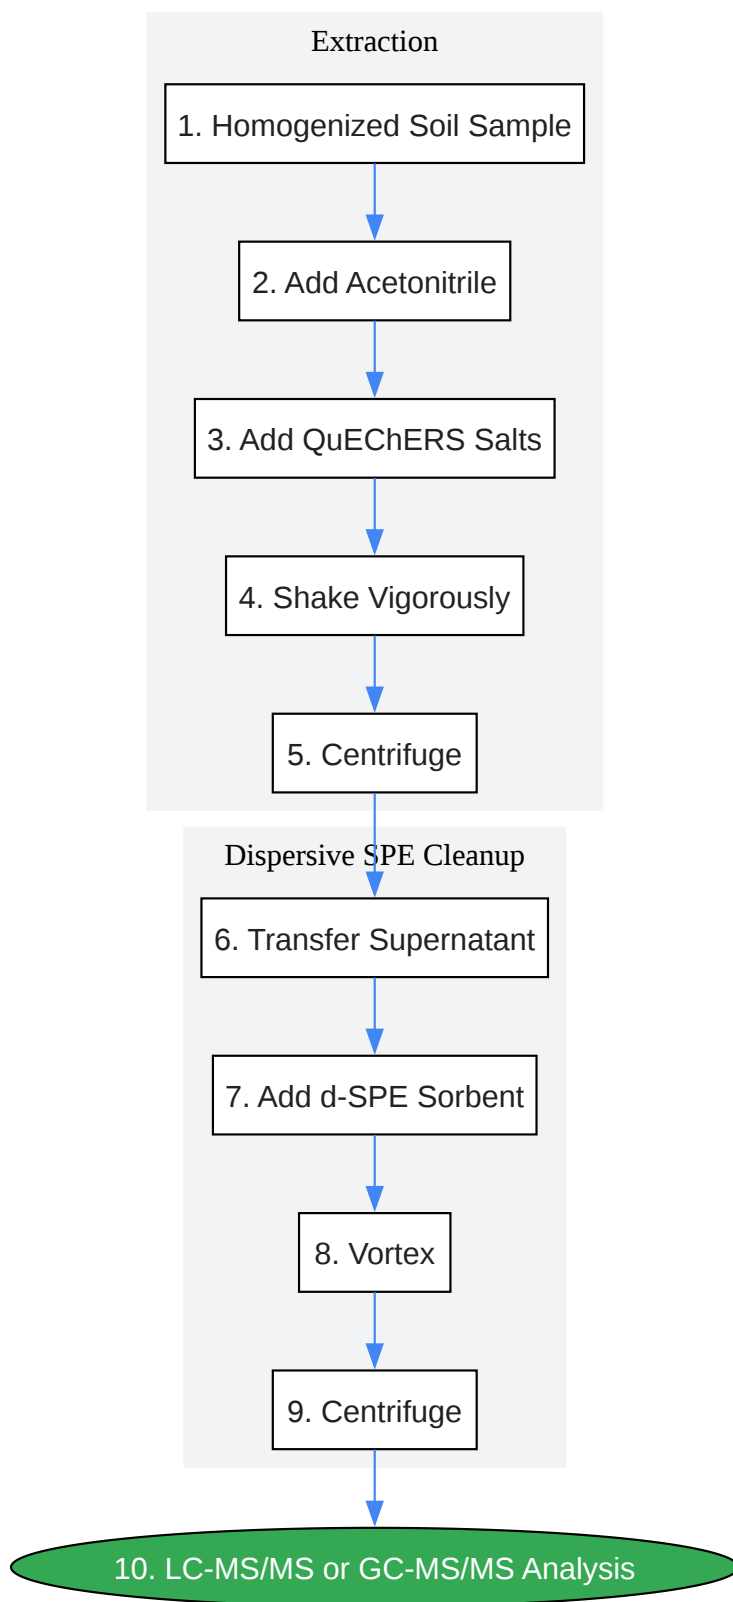 Extraction
1. Homogenized Soil Sample
2. Add Acetonitrile
3. Add QuEChERS Salts
4. Shake Vigorously
5. Centrifuge
Dispersive SPE Cleanup
6. Transfer Supernatant
7. Add d-SPE Sorbent
8. Vortex
9. Centrifuge
10. LC-MS/MS or GC-MS/MS Analysis